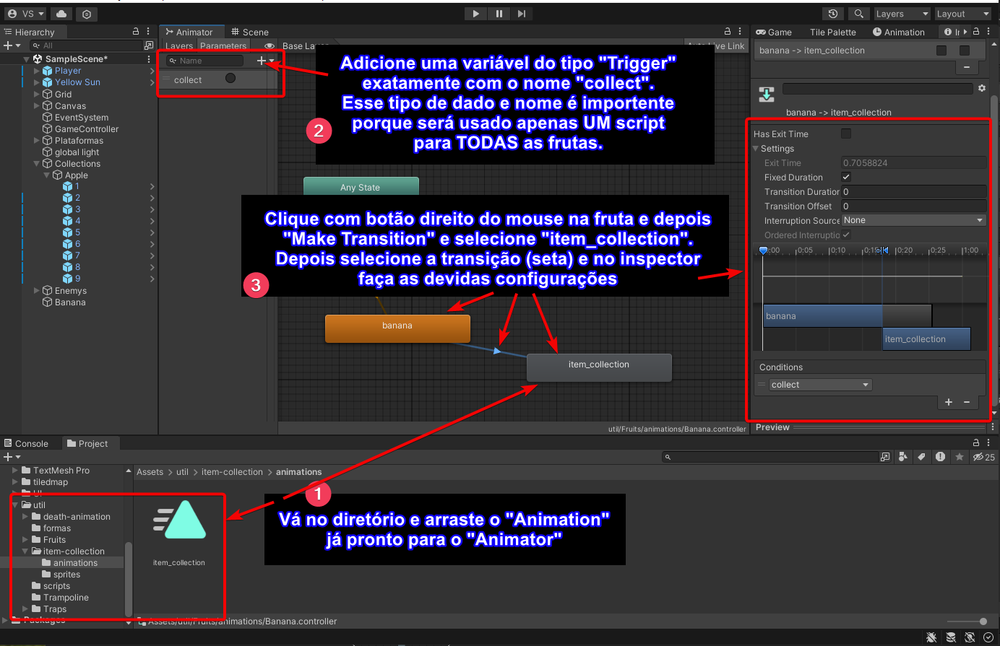 VS
Layers
Layout
Hierarchy
All
SampleScene*
Player
Yellow Sun
Grid
Canvas
EventSystem
GameController
Plataformas
global light
Collections
Apple
1
2
3
4
5
6
7
8
9
Enemys
Banana
Animator
Scene
Layers
Parameters
Base Layer
Auto Live Link
Name
collect
Adicione uma variável do tipo "Trigger"
exatamente com o nome "collect".
Esse tipo de dado e nome é importente
porque será usado apenas UM script
para TODAS as frutas.
2
Any State
Clique com botão direito do mouse na fruta e depois
"Make Transition" e selecione "item_collection".
Depois selecione a transição (seta) e no inspector
faça as devidas configurações
3
banana
item_collection
util/Fruits/animations/Banana.controller
Game
Tile Palette
Animation
banana -> item_collection
banana -> item_collection
Has Exit Time
Settings
Exit Time
0.7058824
Fixed Duration
Transition Duration
0
Transition Offset
0
Interruption Source
None
Ordered Interruptio
:00
0:05
0:10
0:15
0:20
0:25
1:00
banana
item_collection
Conditions
collect
Preview
Console
Project
25
TextMesh Pro
tiledmap
UI
util
death-animation
formas
Fruits
item-collection
animations
sprites
scripts
Trampoline
Traps
Packages
Assets > util > item-collection > animations
item_collection
1
Vá no diretório e arraste o "Animation"
já pronto para o "Animator"
Assets/util/Fruits/animations/Banana.controller